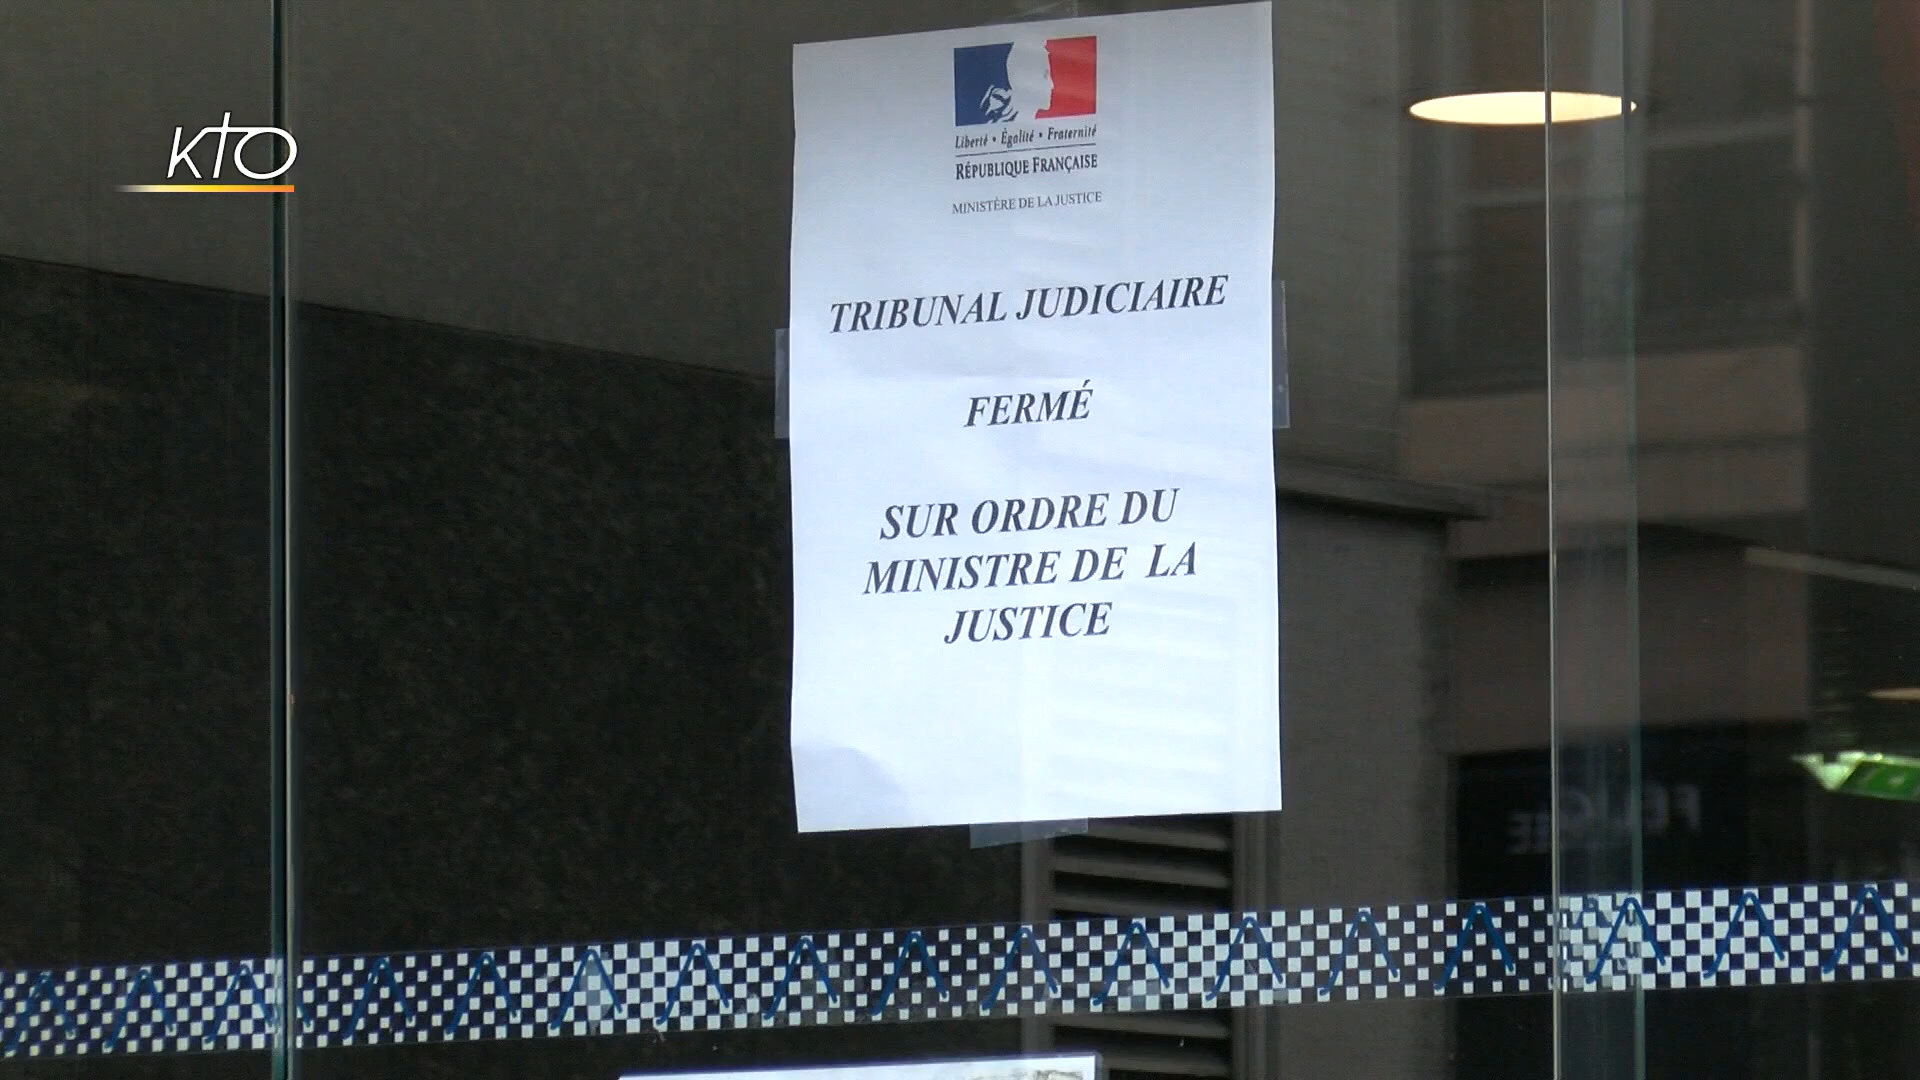 KTO
Liberté • Égalité • Fraternité
RÉPUBLIQUE FRANÇAISE
MINISTÈRE DE LA JUSTICE
TRIBUNAL JUDICIAIRE
FERMÉ
SUR ORDRE DU
MINISTRE DE LA
JUSTICE